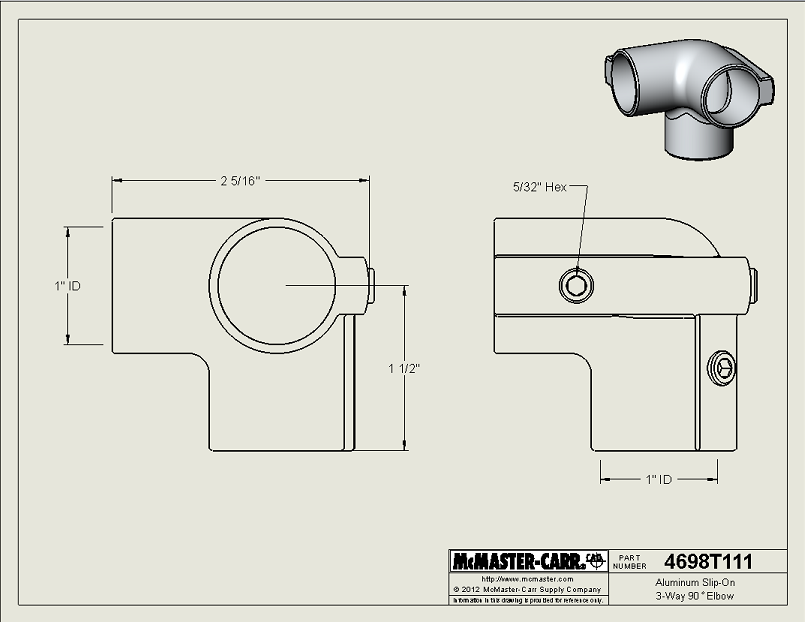 2 5/16"
5/32" Hex
1" ID
1 1/2"
1" ID
McMASTER-CARR® CAD
PART NUMBER
4698T111
http://www.mcmaster.com
© 2012 McMaster-Carr Supply Company
Information in this drawing is provided for reference only.
Aluminum Slip-On
3-Way 90° Elbow